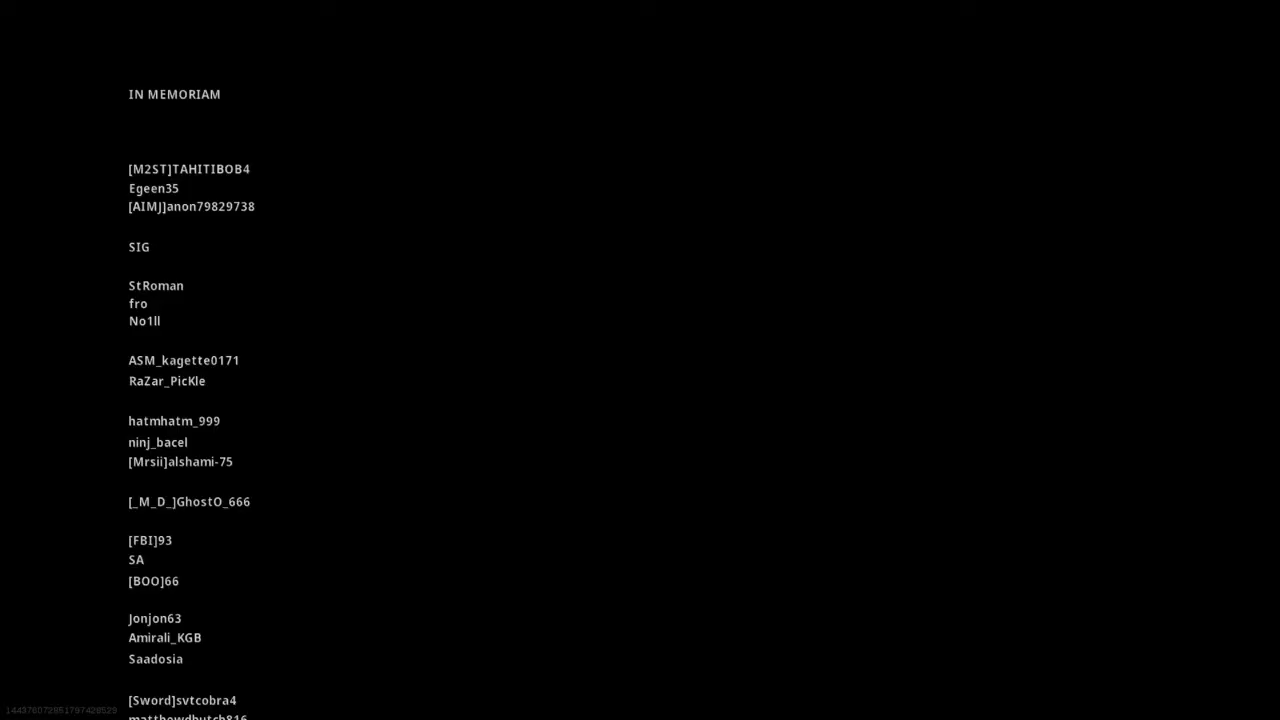 IN MEMORIAM
[M2ST]TAHITIBOB4
Egeen35
[AIMJ]anon79829738
SIG
StRoman
fro
No1ll
ASM_kagette0171
RaZar_PicKle
hatmhatm_999
ninj_bacel
[Mrsii]alshami-75
[_M_D_]GhostO_666
[FBI]93
SA
[BOO]66
Jonjon63
Amirali_KGB
Saadosia
[Sword]svtcobra4